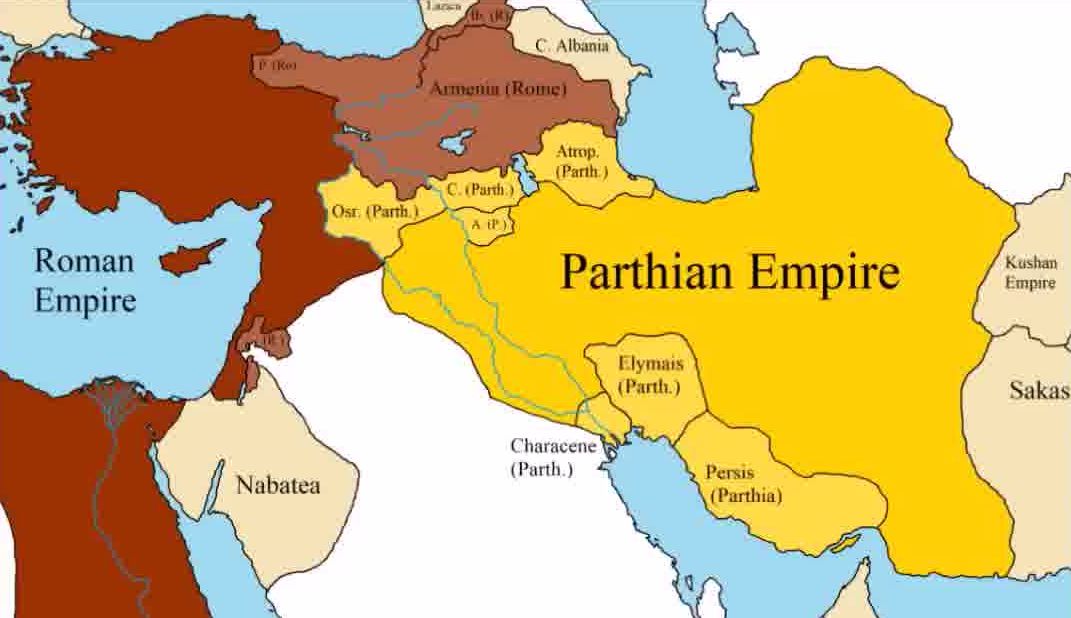 Lazica
Ib. (R)
C. Albania
P. (Ro)
Armenia (Rome)
Atrop.
(Parth.)
C. (Parth.)
Osr. (Parth.)
A. (P.)
Roman
Empire
Parthian Empire
Kushan
Empire
Elymais
(Parth.)
Sakas
Characene
(Parth.)
Nabatea
Persis
(Parthia)